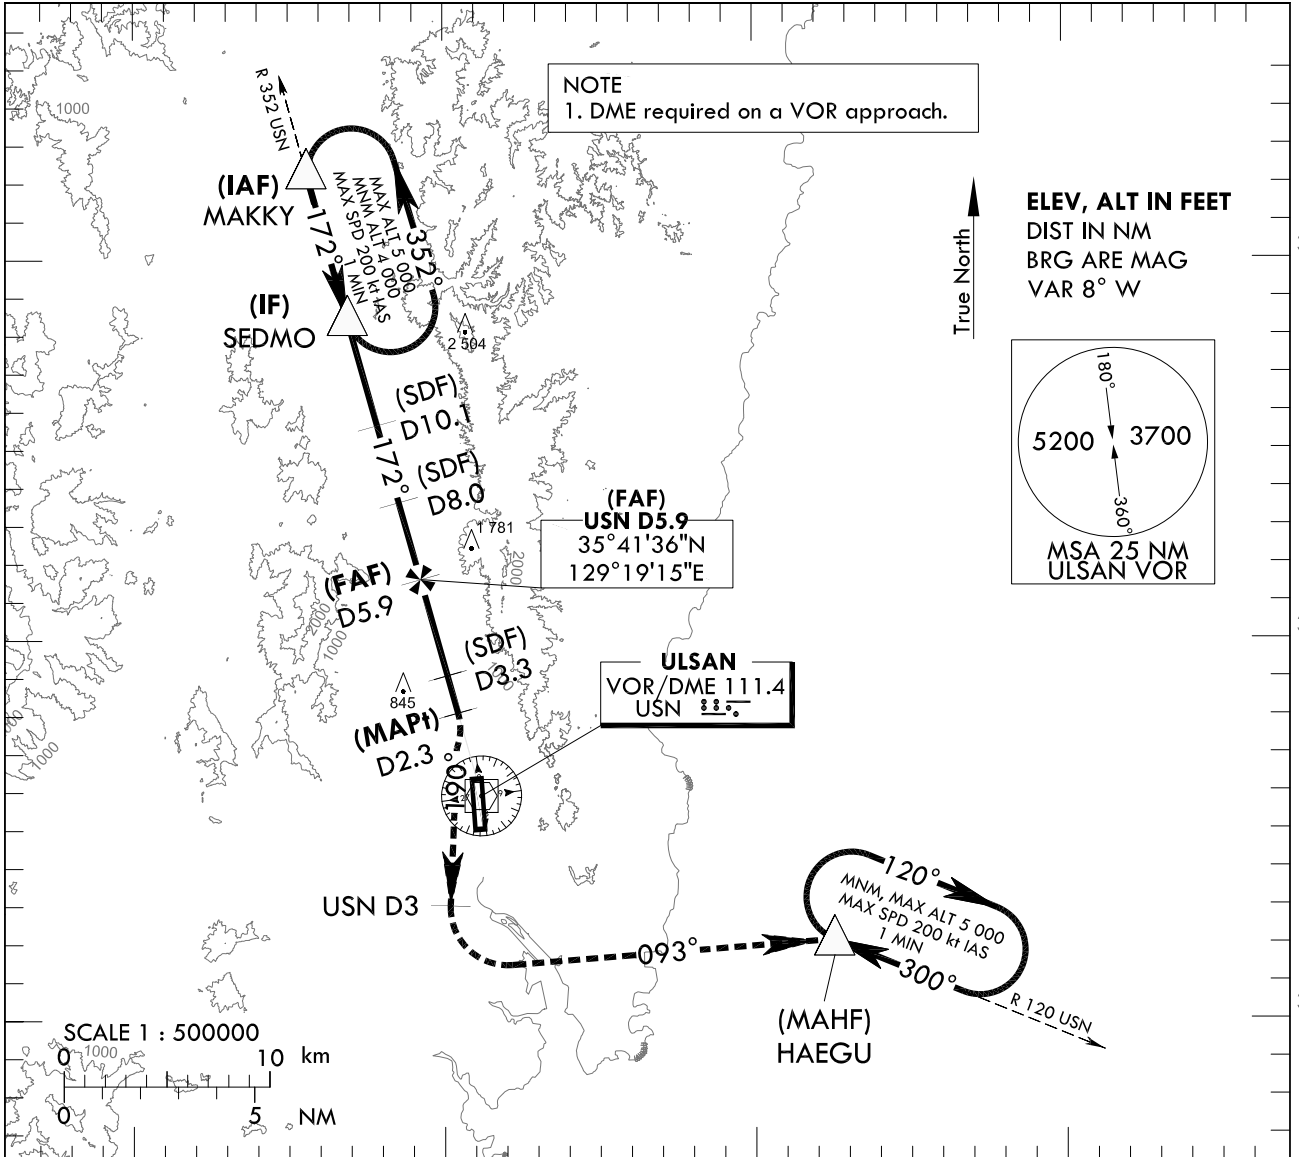 NOTE
1. DME required on a VOR approach.
R 352 USN
1000
(IAF)
MAKKY
172°
352°
MAX ALT 5 000
MNM ALT 4 000
MAX SPD 200 kt IAS
1 MIN
True North
ELEV, ALT IN FEET
DIST IN NM
BRG ARE MAG
VAR 8° W
(IF)
SEDMO
2 504
180°
5200
3700
360°
MSA 25 NM
ULSAN VOR
(SDF)
D10.1
172°
(SDF)
D8.0
1 781
2000
(FAF)
USN D5.9
35°41'36"N
129°19'15"E
(FAF)
D5.9
2000
1000
(SDF)
D3.3
845
(MAPt)
D2.3
1000
ULSAN
VOR/DME 111.4
USN
190°
USN D3
093°
120°
MNM, MAX ALT 5 000
MAX SPD 200 kt IAS
1 MIN
300°
R 120 USN
(MAHF)
HAEGU
SCALE 1 : 500000
0 10 km
1000
0 5 NM